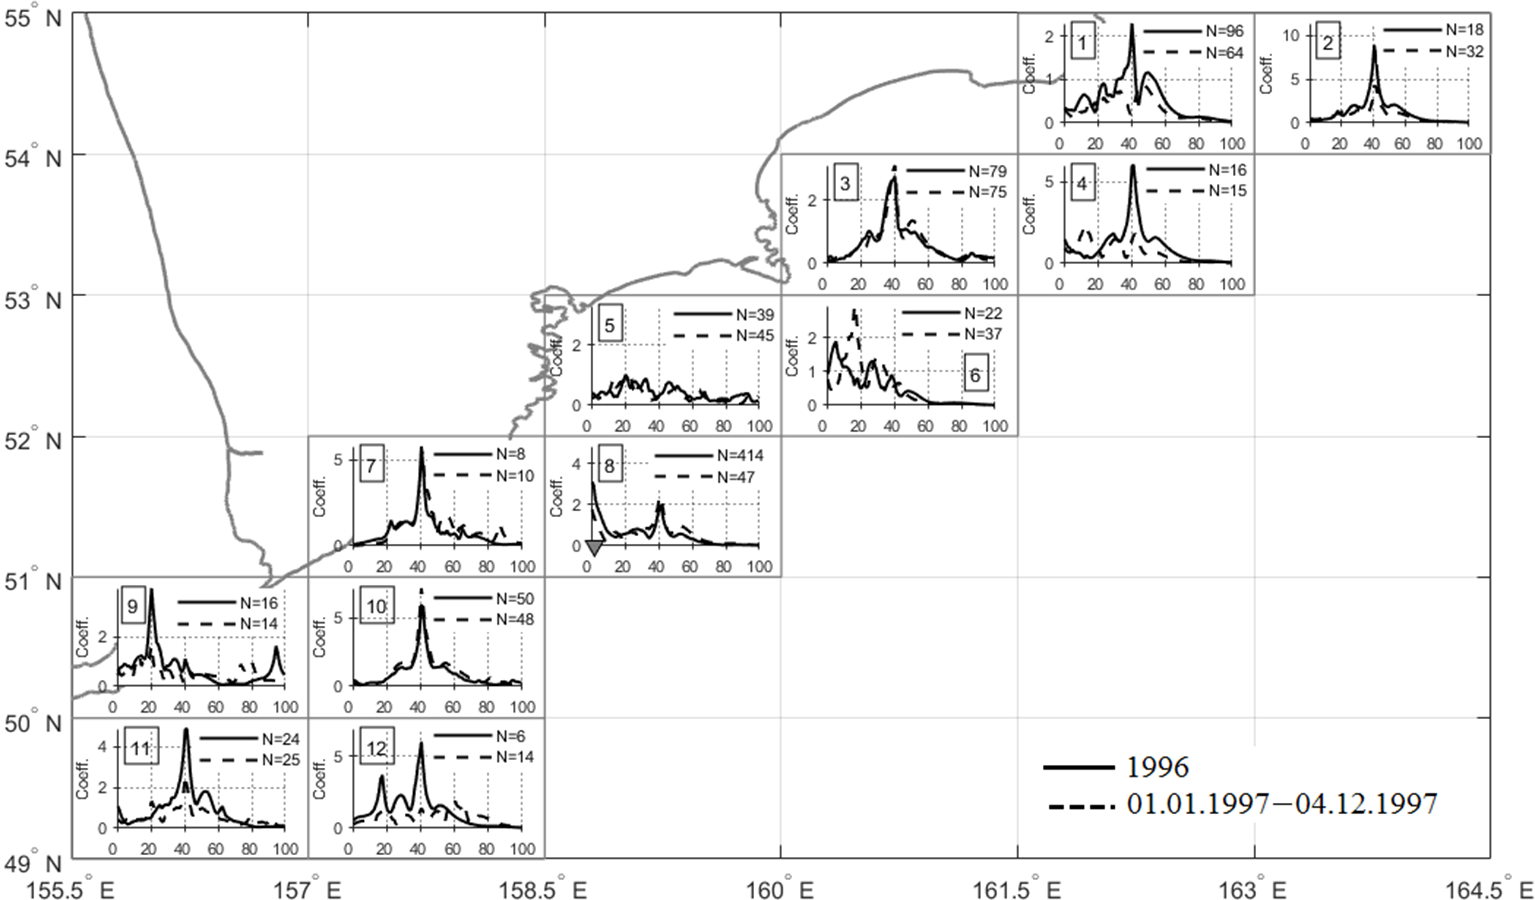 55° N
54° N
53° N
52° N
51° N
50° N
49° N
155.5° E
157° E
158.5° E
160° E
161.5° E
163° E
164.5° E
1
N=96
N=64
Coeff.
2
1
0
20 40 60 80 100
2
N=18
N=32
Coeff.
10
5
0
20 40 60 80 100
3
N=79
N=75
Coeff.
2
0
0 20 40 60 80 100
4
N=16
N=15
Coeff.
5
0
0 20 40 60 80 100
5
N=39
N=45
Coeff.
2
0
0 20 40 60 80 100
6
N=22
N=37
Coeff.
2
1
0
0 20 40 60 80 100
7
N=8
N=10
Coeff.
5
0
0 20 40 60 80 100
8
N=414
N=47
Coeff.
4
2
0
20 40 60 80 100
9
N=16
N=14
Coeff.
2
0
0 20 40 60 80 100
10
N=50
N=48
Coeff.
5
0
0 20 40 60 80 100
11
N=24
N=25
Coeff.
4
2
0
0 20 40 60 80 100
12
N=6
N=14
Coeff.
5
0
0 20 40 60 80 100
1996
01.01.1997−04.12.1997